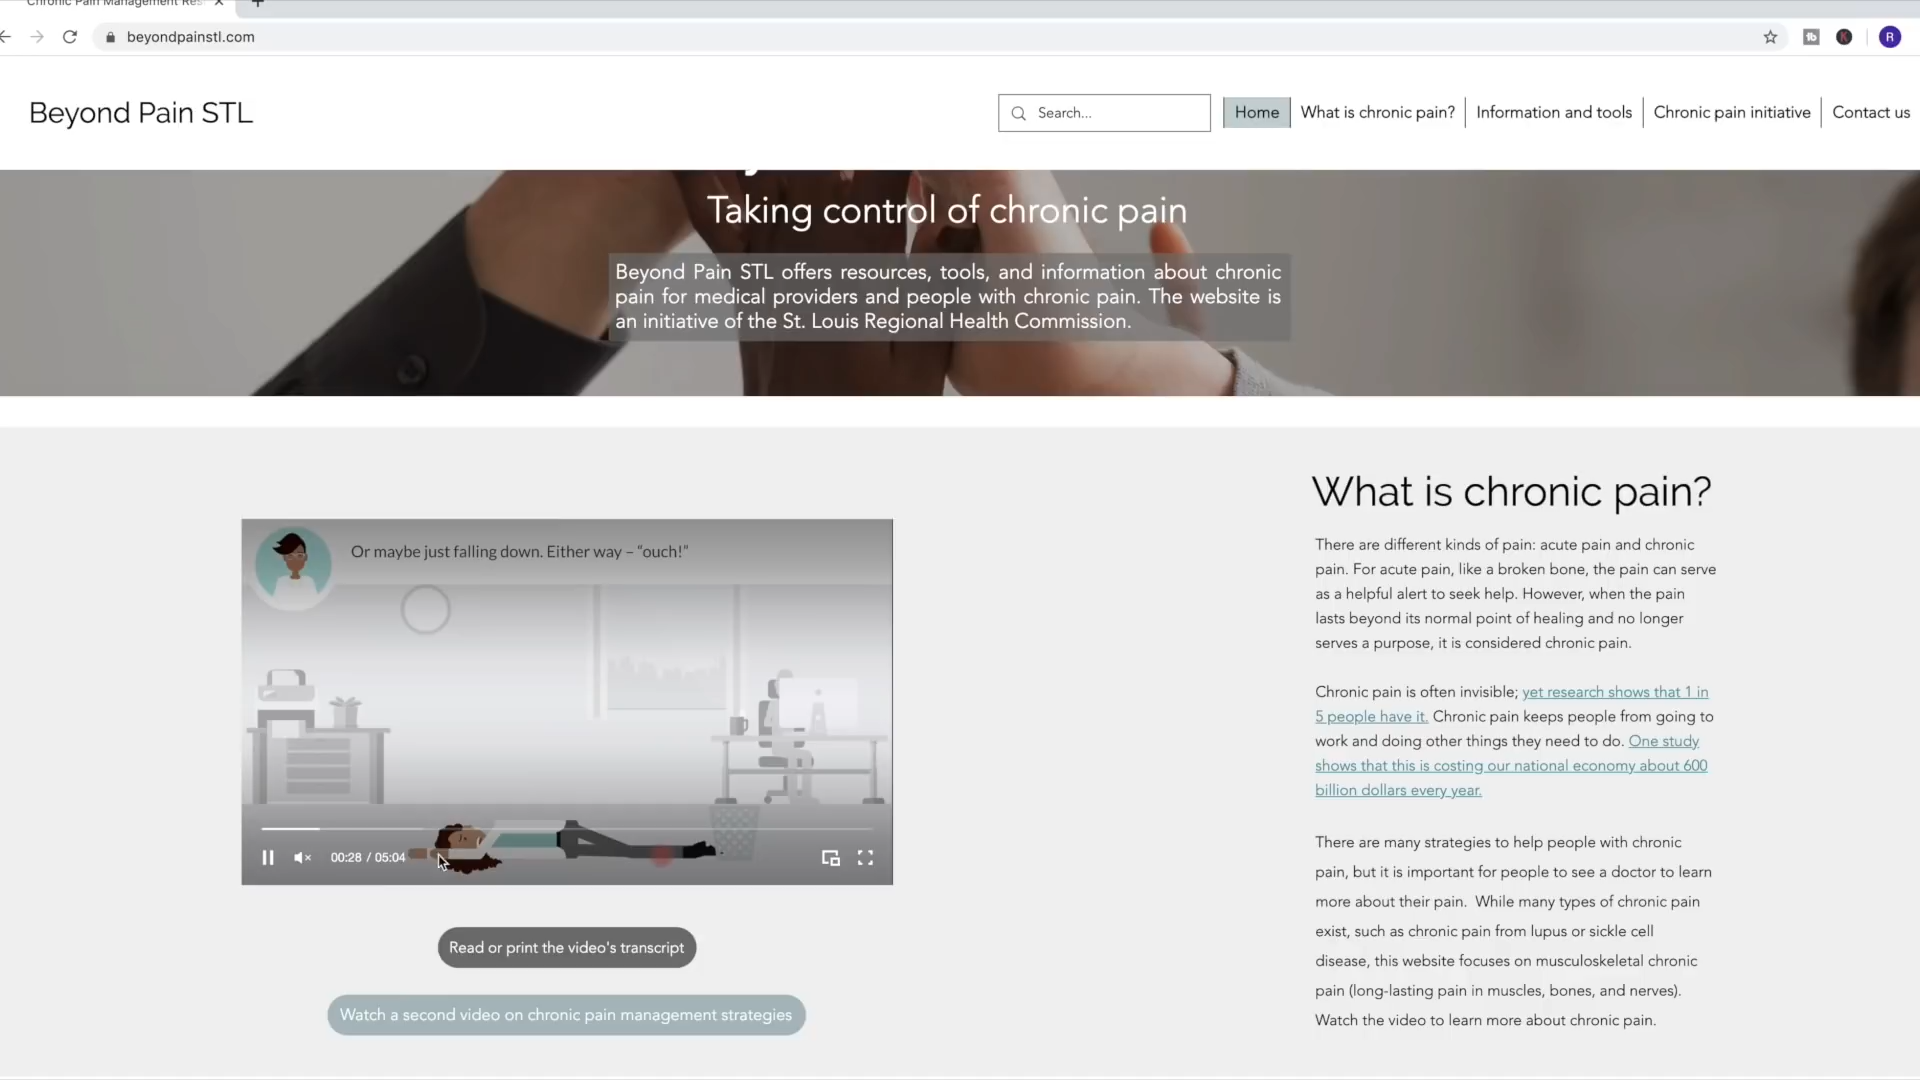 Chronic Pain Management Res
beyondpainstl.com
R
Beyond Pain STL
Search...
Home
What is chronic pain?
Information and tools
Chronic pain initiative
Contact us
Taking control of chronic pain
Beyond Pain STL offers resources, tools, and information about chronic
pain for medical providers and people with chronic pain. The website is
an initiative of the St. Louis Regional Health Commission.
Or maybe just falling down. Either way – “ouch!”
00:28 / 05:04
Read or print the video's transcript
Watch a second video on chronic pain management strategies
What is chronic pain?
There are different kinds of pain: acute pain and chronic
pain. For acute pain, like a broken bone, the pain can serve
as a helpful alert to seek help. However, when the pain
lasts beyond its normal point of healing and no longer
serves a purpose, it is considered chronic pain.
Chronic pain is often invisible; yet research shows that 1 in
5 people have it. Chronic pain keeps people from going to
work and doing other things they need to do. One study
shows that this is costing our national economy about 600
billion dollars every year.
There are many strategies to help people with chronic
pain, but it is important for people to see a doctor to learn
more about their pain.  While many types of chronic pain
exist, such as chronic pain from lupus or sickle cell
disease, this website focuses on musculoskeletal chronic
pain (long-lasting pain in muscles, bones, and nerves).
Watch the video to learn more about chronic pain.